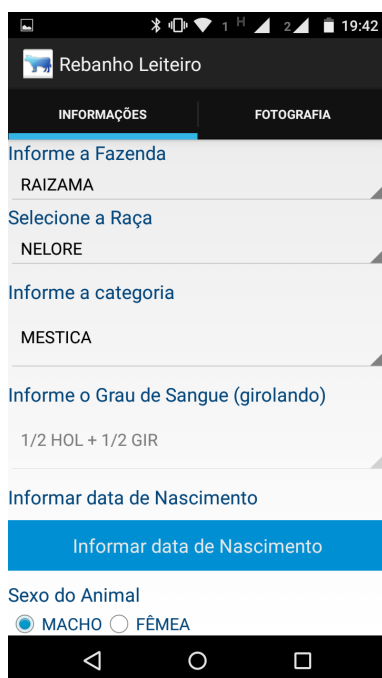 1 H 2 19:42
Rebanho Leiteiro
INFORMAÇÕES FOTOGRAFIA
Informe a Fazenda
RAIZAMA
Selecione a Raça
NELORE
Informe a categoria
MESTICA
Informe o Grau de Sangue (girolando)
1/2 HOL + 1/2 GIR
Informar data de Nascimento
Informar data de Nascimento
Sexo do Animal
MACHO FÊMEA